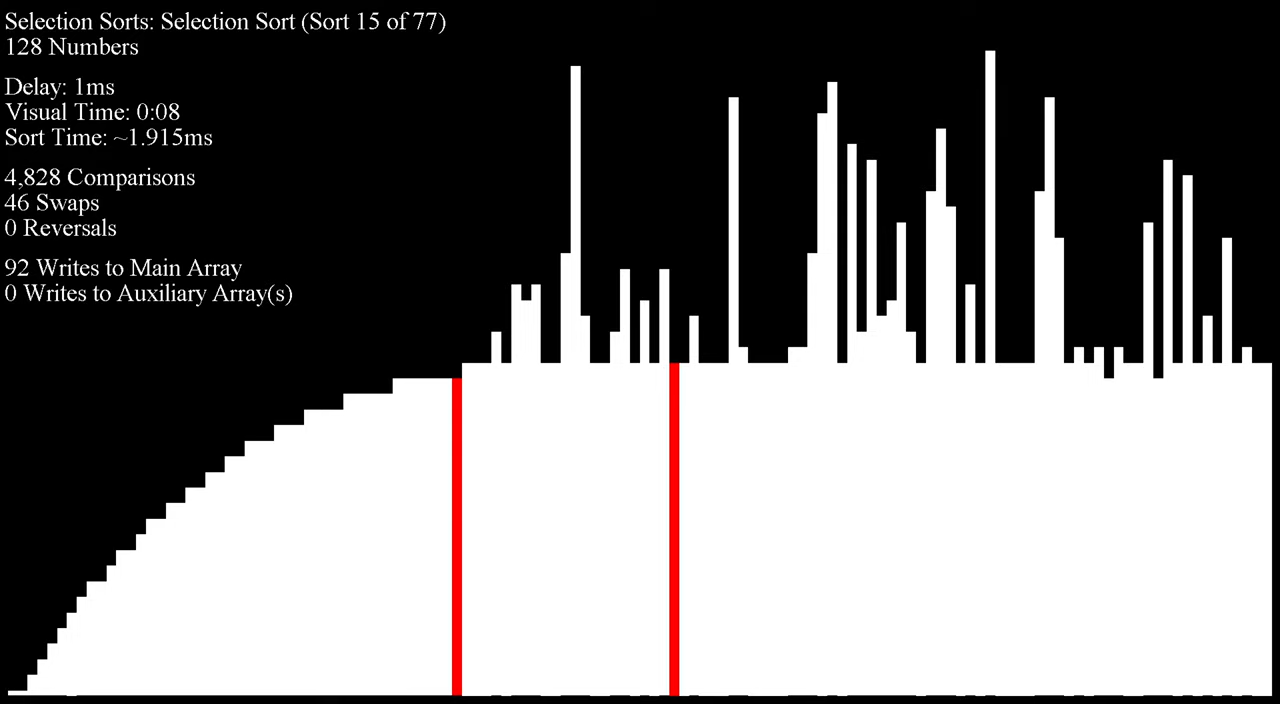 Selection Sorts: Selection Sort (Sort 15 of 77)
128 Numbers
Delay: 1ms
Visual Time: 0:08
Sort Time: ~1.915ms
4,828 Comparisons
46 Swaps
0 Reversals
92 Writes to Main Array
0 Writes to Auxiliary Array(s)